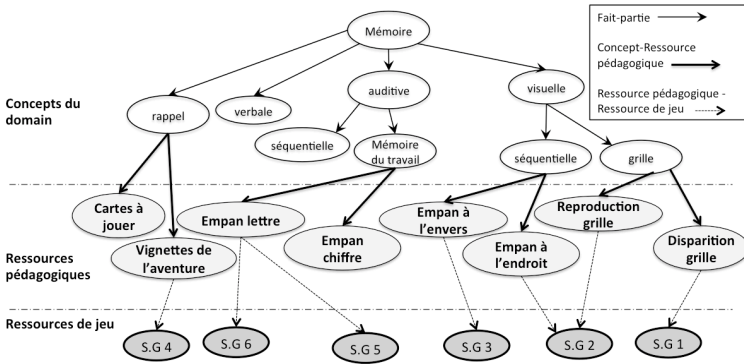 Mémoire
Fait-partie
Concept-Ressource
pédagogique
Ressource pédagogique -
Ressource de jeu
Concepts du
domain
rappel
verbale
auditive
visuelle
séquentielle
Mémoire
du travail
séquentielle
grille
Cartes à
jouer
Empan lettre
Empan à
l'envers
Reproduction
grille
Vignettes de
l'aventure
Empan
chiffre
Empan à
l'endroit
Disparition
grille
Ressources
pédagogiques
Ressources de jeu
S.G 4
S.G 6
S.G 5
S.G 3
S.G 2
S.G 1